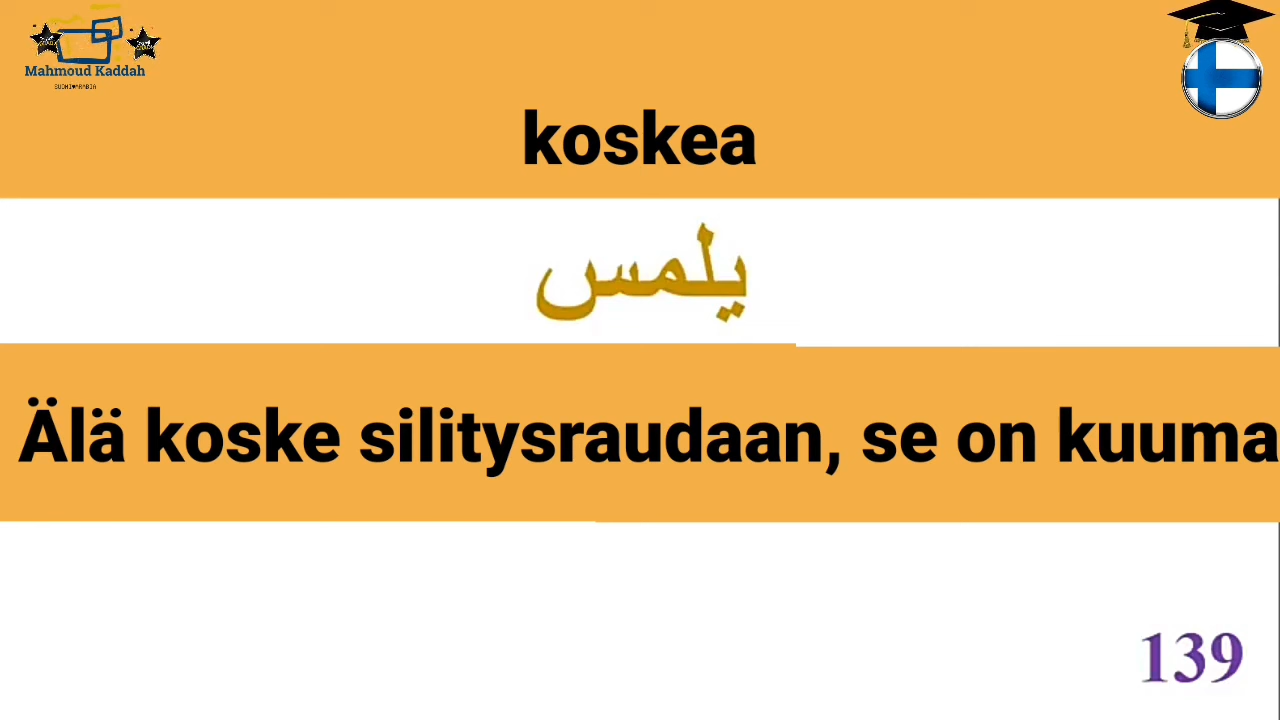 Mahmoud Kaddah
koskea
يلمس
Älä koske silitysraudaan, se on kuuma
139